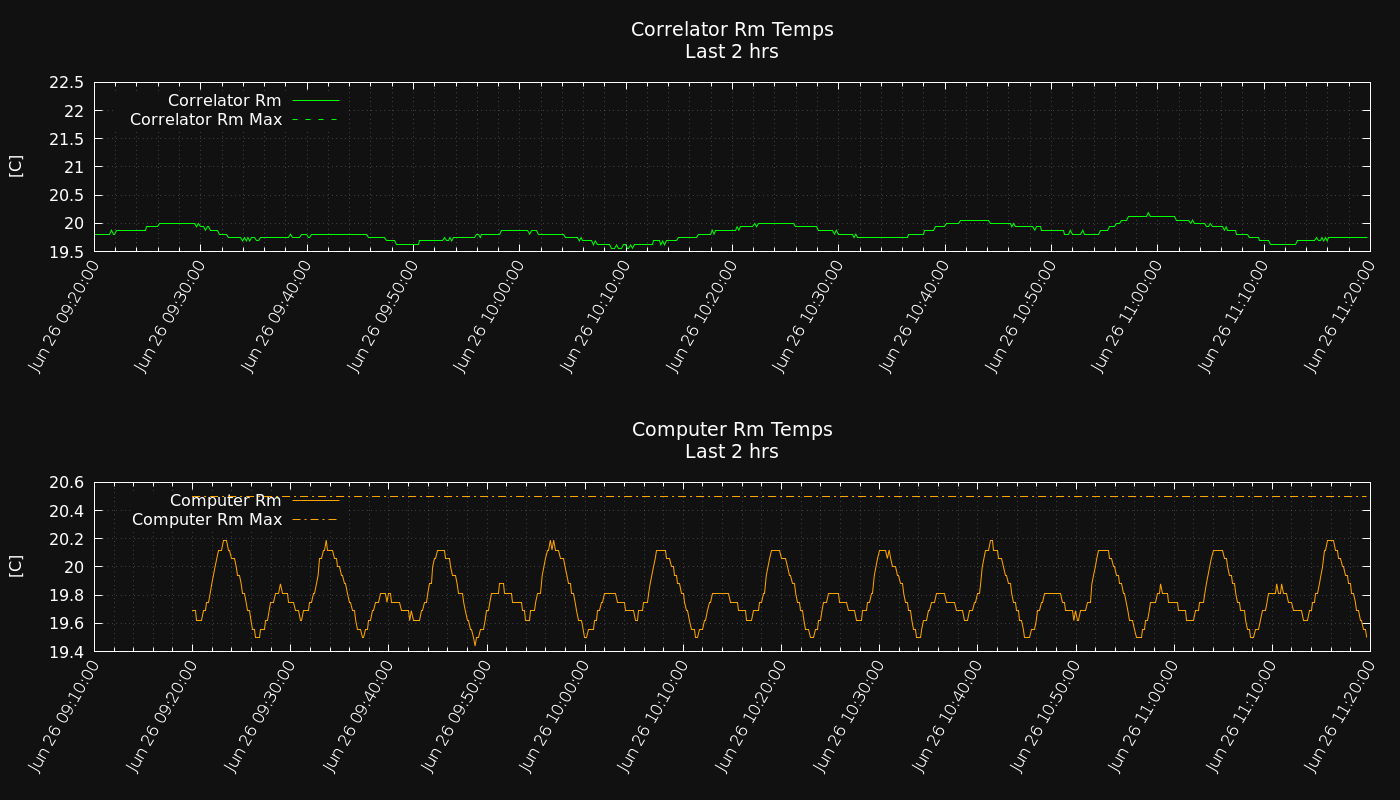 Correlator Rm Temps
Last 2 hrs
22.5
22
21.5
21
20.5
20
19.5
[C]
Correlator Rm
Correlator Rm Max
Jun 26 09:20:00
Jun 26 09:30:00
Jun 26 09:40:00
Jun 26 09:50:00
Jun 26 10:00:00
Jun 26 10:10:00
Jun 26 10:20:00
Jun 26 10:30:00
Jun 26 10:40:00
Jun 26 10:50:00
Jun 26 11:00:00
Jun 26 11:10:00
Jun 26 11:20:00
Computer Rm Temps
Last 2 hrs
20.6
20.4
20.2
20
19.8
19.6
19.4
[C]
Computer Rm
Computer Rm Max
Jun 26 09:10:00
Jun 26 09:20:00
Jun 26 09:30:00
Jun 26 09:40:00
Jun 26 09:50:00
Jun 26 10:00:00
Jun 26 10:10:00
Jun 26 10:20:00
Jun 26 10:30:00
Jun 26 10:40:00
Jun 26 10:50:00
Jun 26 11:00:00
Jun 26 11:10:00
Jun 26 11:20:00